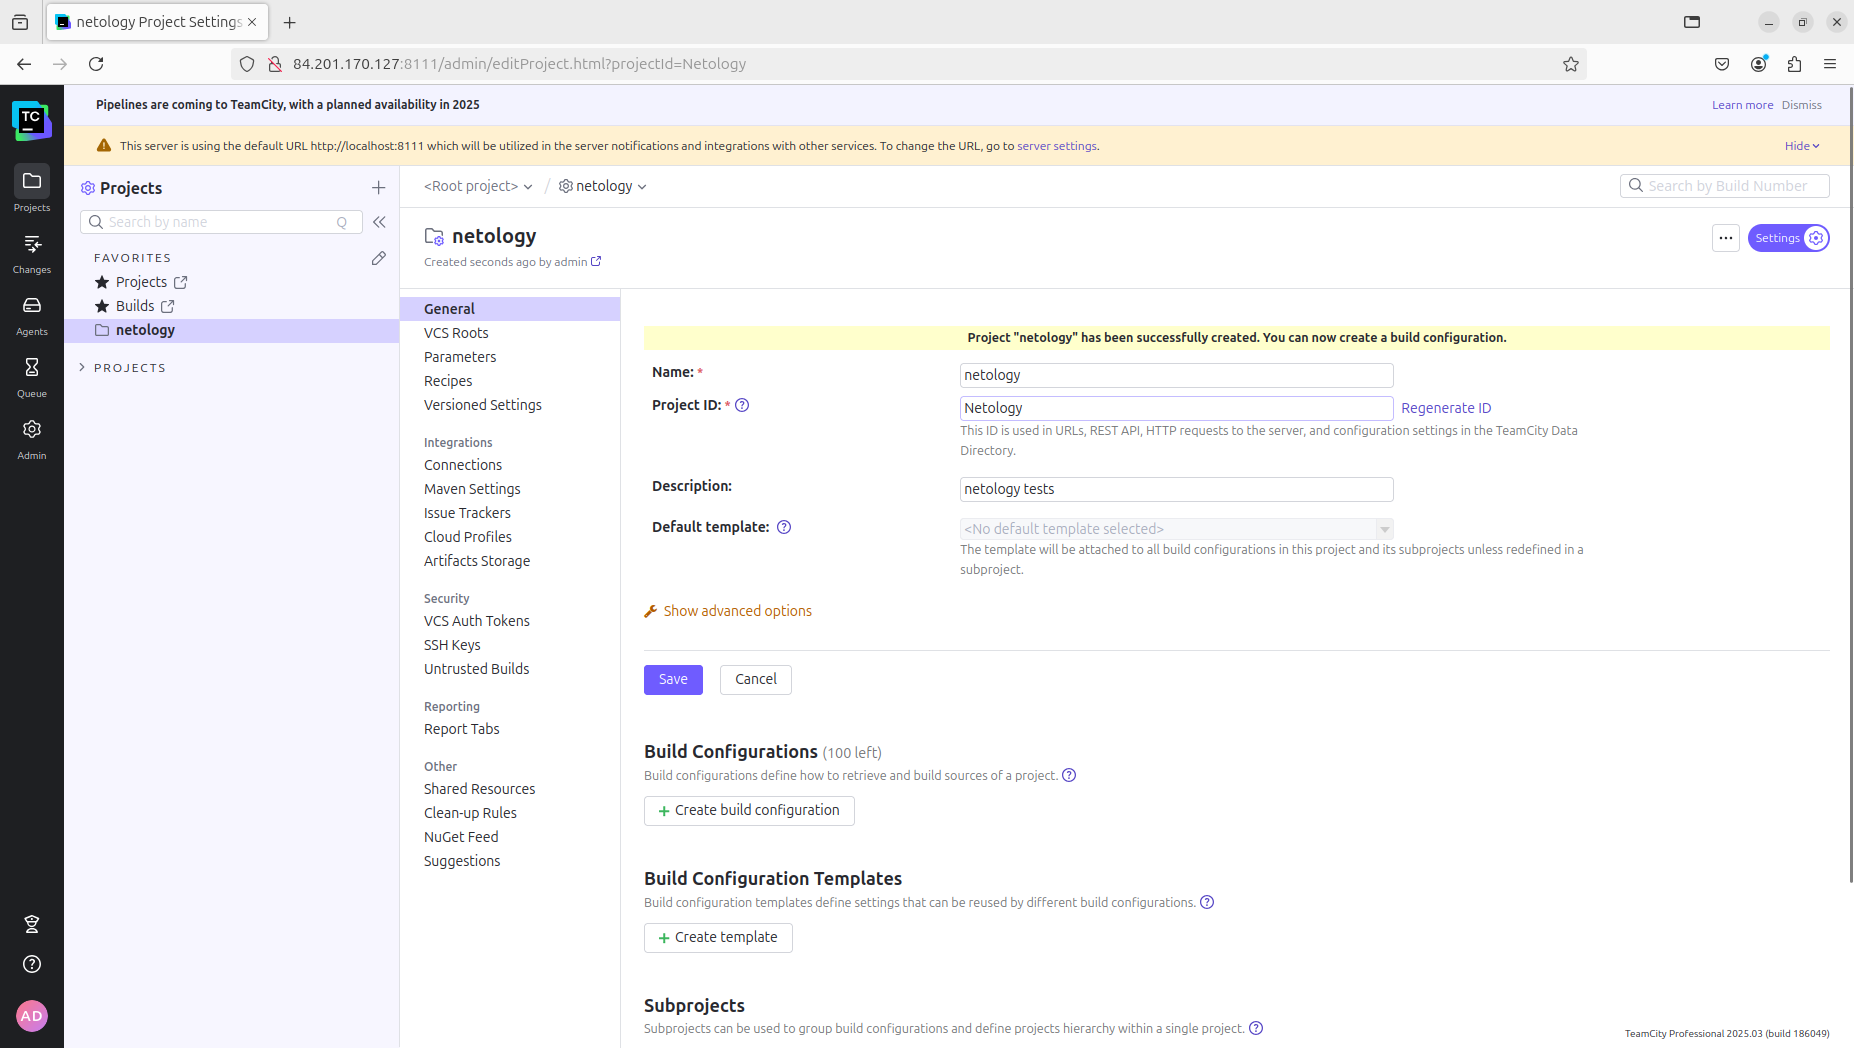 netology Project Settings
84.201.170.127:8111/admin/editProject.html?projectId=Netology
TC
Pipelines are coming to TeamCity, with a planned availability in 2025
Learn more
Dismiss
This server is using the default URL http://localhost:8111 which will be utilized in the server notifications and integrations with other services. To change the URL, go to server settings.
Hide
Projects
Changes
Agents
Queue
Admin
AD
Projects
Search by name
Q
FAVORITES
Projects
Builds
netology
PROJECTS
<Root project> / netology
Search by Build Number
netology
Created seconds ago by admin
Settings
General
VCS Roots
Parameters
Recipes
Versioned Settings
Integrations
Connections
Maven Settings
Issue Trackers
Cloud Profiles
Artifacts Storage
Security
VCS Auth Tokens
SSH Keys
Untrusted Builds
Reporting
Report Tabs
Other
Shared Resources
Clean-up Rules
NuGet Feed
Suggestions
Project "netology" has been successfully created. You can now create a build configuration.
Name: *
netology
Project ID: *
Netology
Regenerate ID
This ID is used in URLs, REST API, HTTP requests to the server, and configuration settings in the TeamCity Data
Directory.
Description:
netology tests
Default template:
<No default template selected>
The template will be attached to all build configurations in this project and its subprojects unless redefined in a
subproject.
Show advanced options
Save
Cancel
Build Configurations (100 left)
Build configurations define how to retrieve and build sources of a project.
+ Create build configuration
Build Configuration Templates
Build configuration templates define settings that can be reused by different build configurations.
+ Create template
Subprojects
Subprojects can be used to group build configurations and define projects hierarchy within a single project.
TeamCity Professional 2025.03 (build 186049)